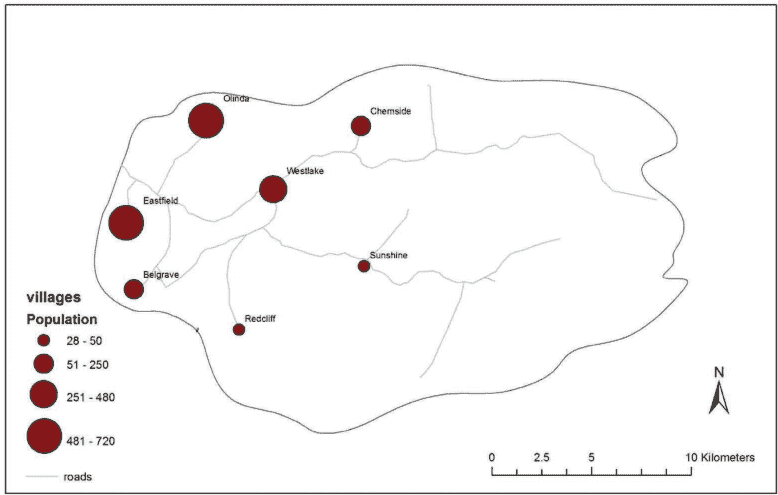 Olinda
Chernside
Westlake
Eastfield
Sunshine
Belgrave
Redcliff
villages
Population
28 - 50
51 - 250
251 - 480
481 - 720
roads
N
0 2.5 5 10 Kilometers